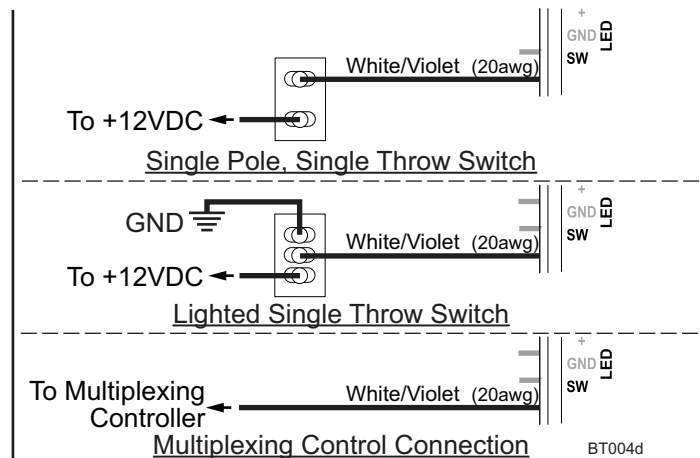 +
GND
SW
LED
White/Violet (20awg)
To +12VDC
Single Pole, Single Throw Switch
+
GND
SW
LED
GND
White/Violet (20awg)
To +12VDC
Lighted Single Throw Switch
+
GND
SW
LED
To Multiplexing
Controller
White/Violet (20awg)
Multiplexing Control Connection
BT004d